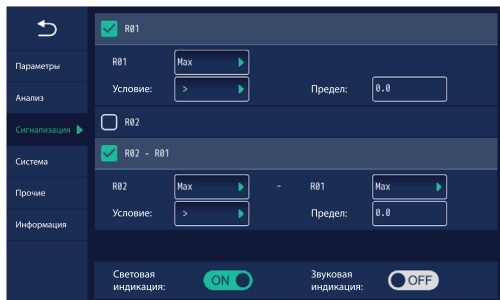 R01
Параметры
R01
Max
Анализ
Условие:
>
Предел:
0.0
Сигнализация
R02
Система
R02 - R01
Прочие
R02
Max
-
R01
Max
Информация
Условие:
>
Предел:
0.0
Световая
индикация:
ON
Звуковая
индикация:
OFF